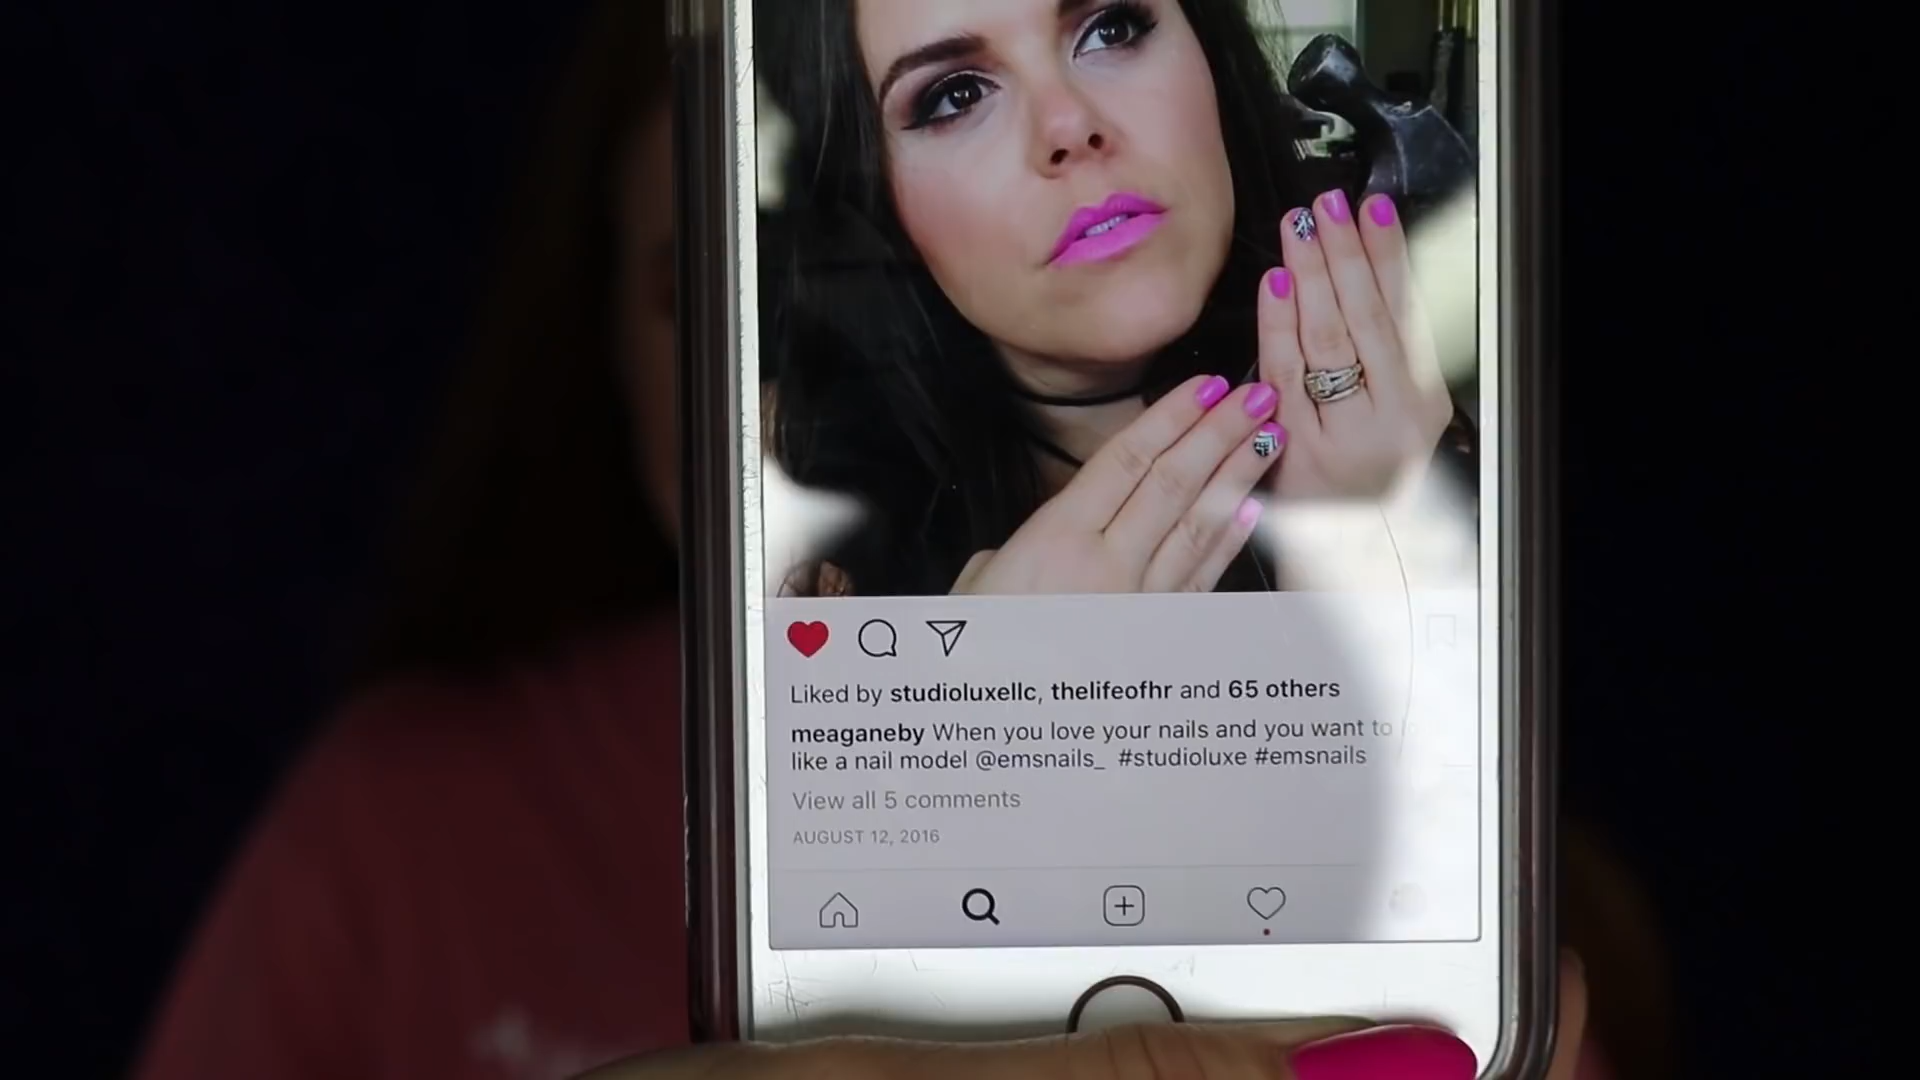 Liked by studioluxellc, thelifeofhr and 65 others
meaganeby When you love your nails and you want to
like a nail model @emsnails_ #studioluxe #emsnails
View all 5 comments
AUGUST 12, 2016